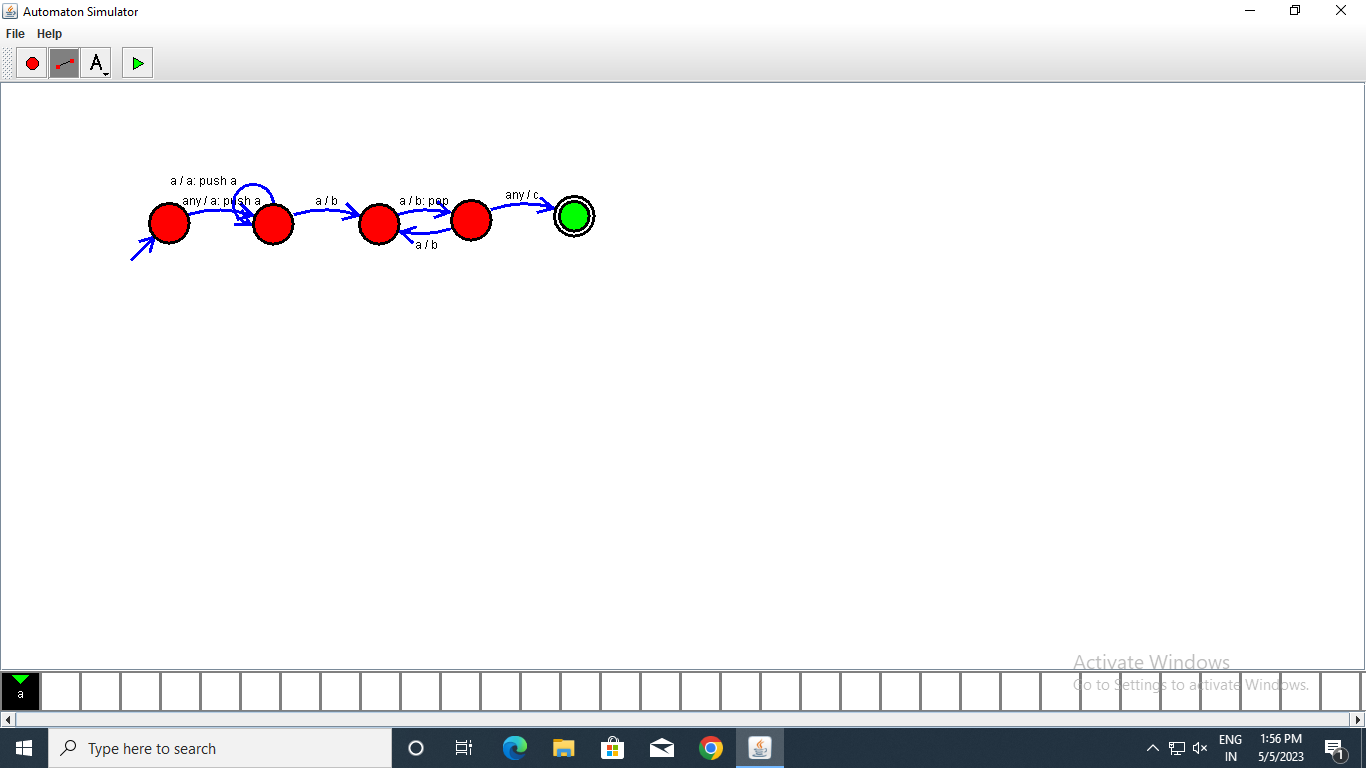 Automaton Simulator
File Help
A
a / a: push a
any / a: push a
a / b
a / b: pop
any / c
a / b
a
Activate Windows
Go to Settings to activate Windows.
Type here to search
ENG
IN
1:56 PM
5/5/2023
1